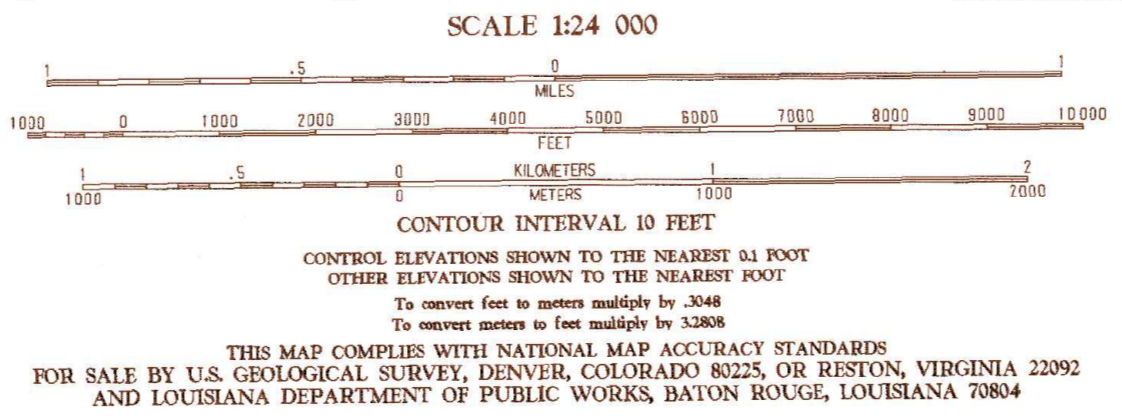 SCALE 1:24 000
1 .5 0 1
MILES
1000 0 1000 2000 3000 4000 5000 6000 7000 8000 9000 10 000
FEET
1 .5 0 KILOMETERS 1 2
1000 0 METERS 1000 2000
CONTOUR INTERVAL 10 FEET
CONTROL ELEVATIONS SHOWN TO THE NEAREST 0.1 FOOT
OTHER ELEVATIONS SHOWN TO THE NEAREST FOOT
To convert feet to meters multiply by .3048
To convert meters to feet multiply by 3.2808
THIS MAP COMPLIES WITH NATIONAL MAP ACCURACY STANDARDS
FOR SALE BY U.S. GEOLOGICAL SURVEY, DENVER, COLORADO 80225, OR RESTON, VIRGINIA 22092
AND LOUISIANA DEPARTMENT OF PUBLIC WORKS, BATON ROUGE, LOUISIANA 70804